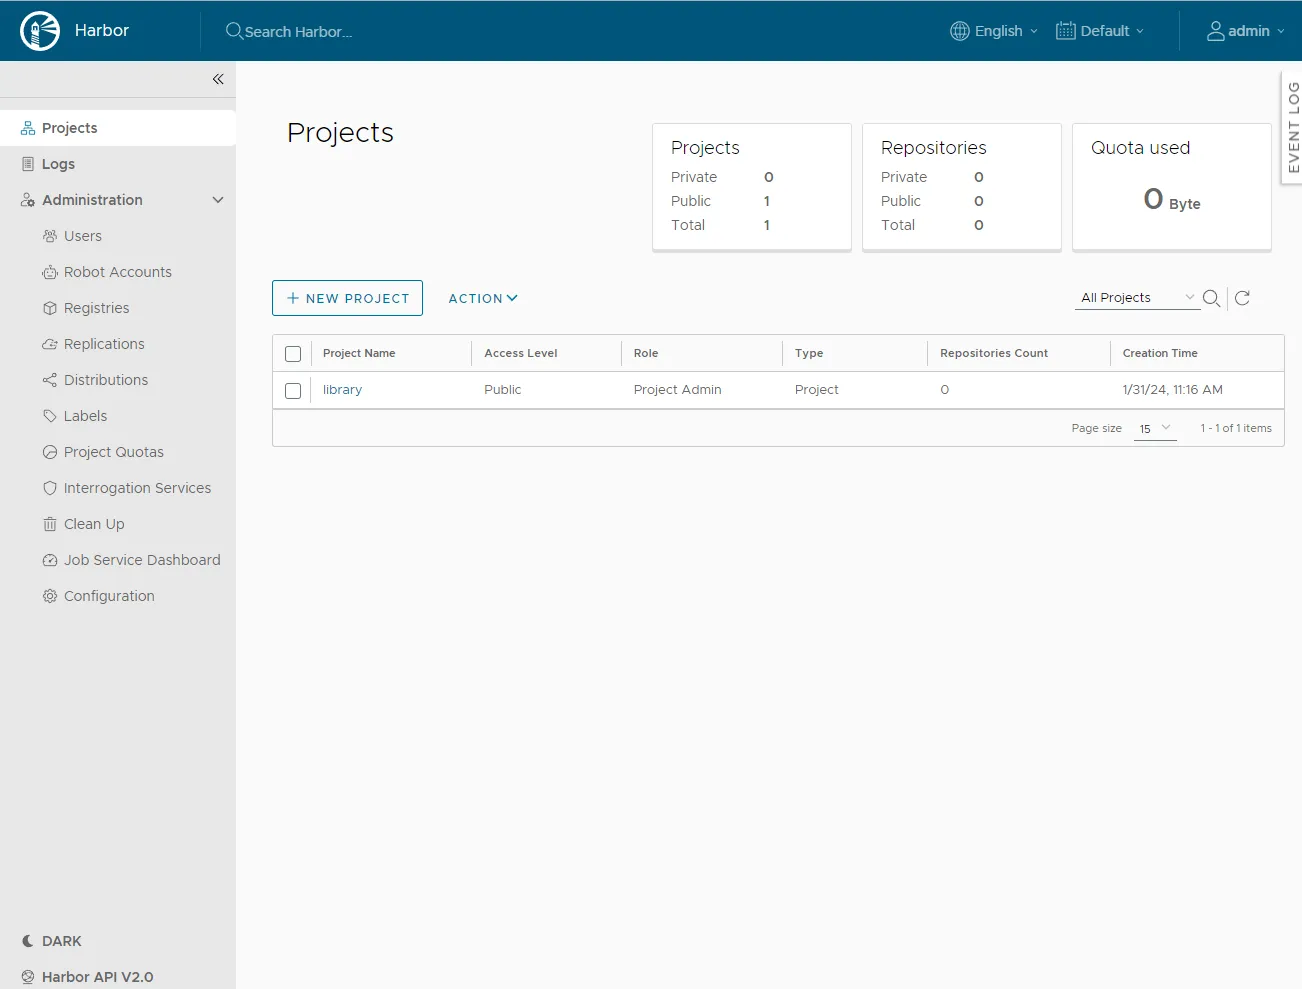 Harbor
Search Harbor...
English
Default
admin
EVENT LOG
Projects
Logs
Administration
Users
Robot Accounts
Registries
Replications
Distributions
Labels
Project Quotas
Interrogation Services
Clean Up
Job Service Dashboard
Configuration
DARK
Harbor API V2.0
Projects
Projects
Private 0
Public 1
Total 1
Repositories
Private 0
Public 0
Total 0
Quota used
0 Byte
+ NEW PROJECT
ACTION
All Projects
Project Name Access Level Role Type Repositories Count Creation Time
library Public Project Admin Project 0 1/31/24, 11:16 AM
Page size 15 1 - 1 of 1 items